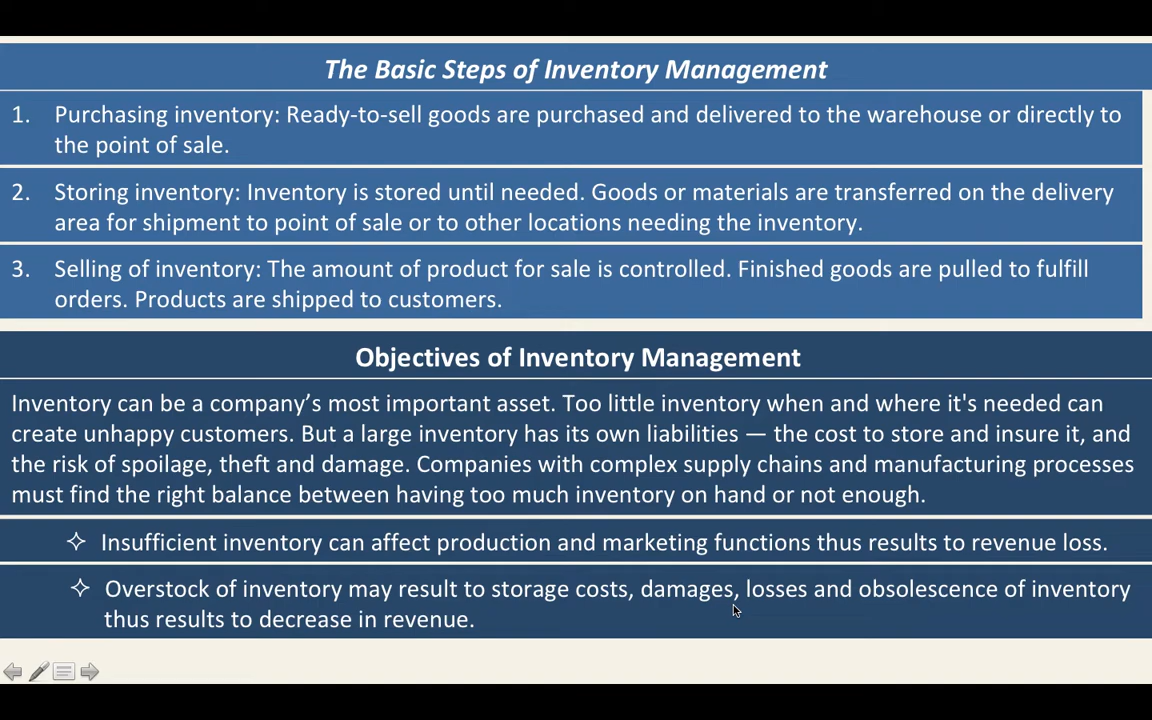 The Basic Steps of Inventory Management
1. Purchasing inventory: Ready-to-sell goods are purchased and delivered to the warehouse or directly to
the point of sale.
2. Storing inventory: Inventory is stored until needed. Goods or materials are transferred on the delivery
area for shipment to point of sale or to other locations needing the inventory.
3. Selling of inventory: The amount of product for sale is controlled. Finished goods are pulled to fulfill
orders. Products are shipped to customers.
Objectives of Inventory Management
Inventory can be a company’s most important asset. Too little inventory when and where it's needed can
create unhappy customers. But a large inventory has its own liabilities — the cost to store and insure it, and
the risk of spoilage, theft and damage. Companies with complex supply chains and manufacturing processes
must find the right balance between having too much inventory on hand or not enough.
✧ Insufficient inventory can affect production and marketing functions thus results to revenue loss.
✧ Overstock of inventory may result to storage costs, damages, losses and obsolescence of inventory
thus results to decrease in revenue.